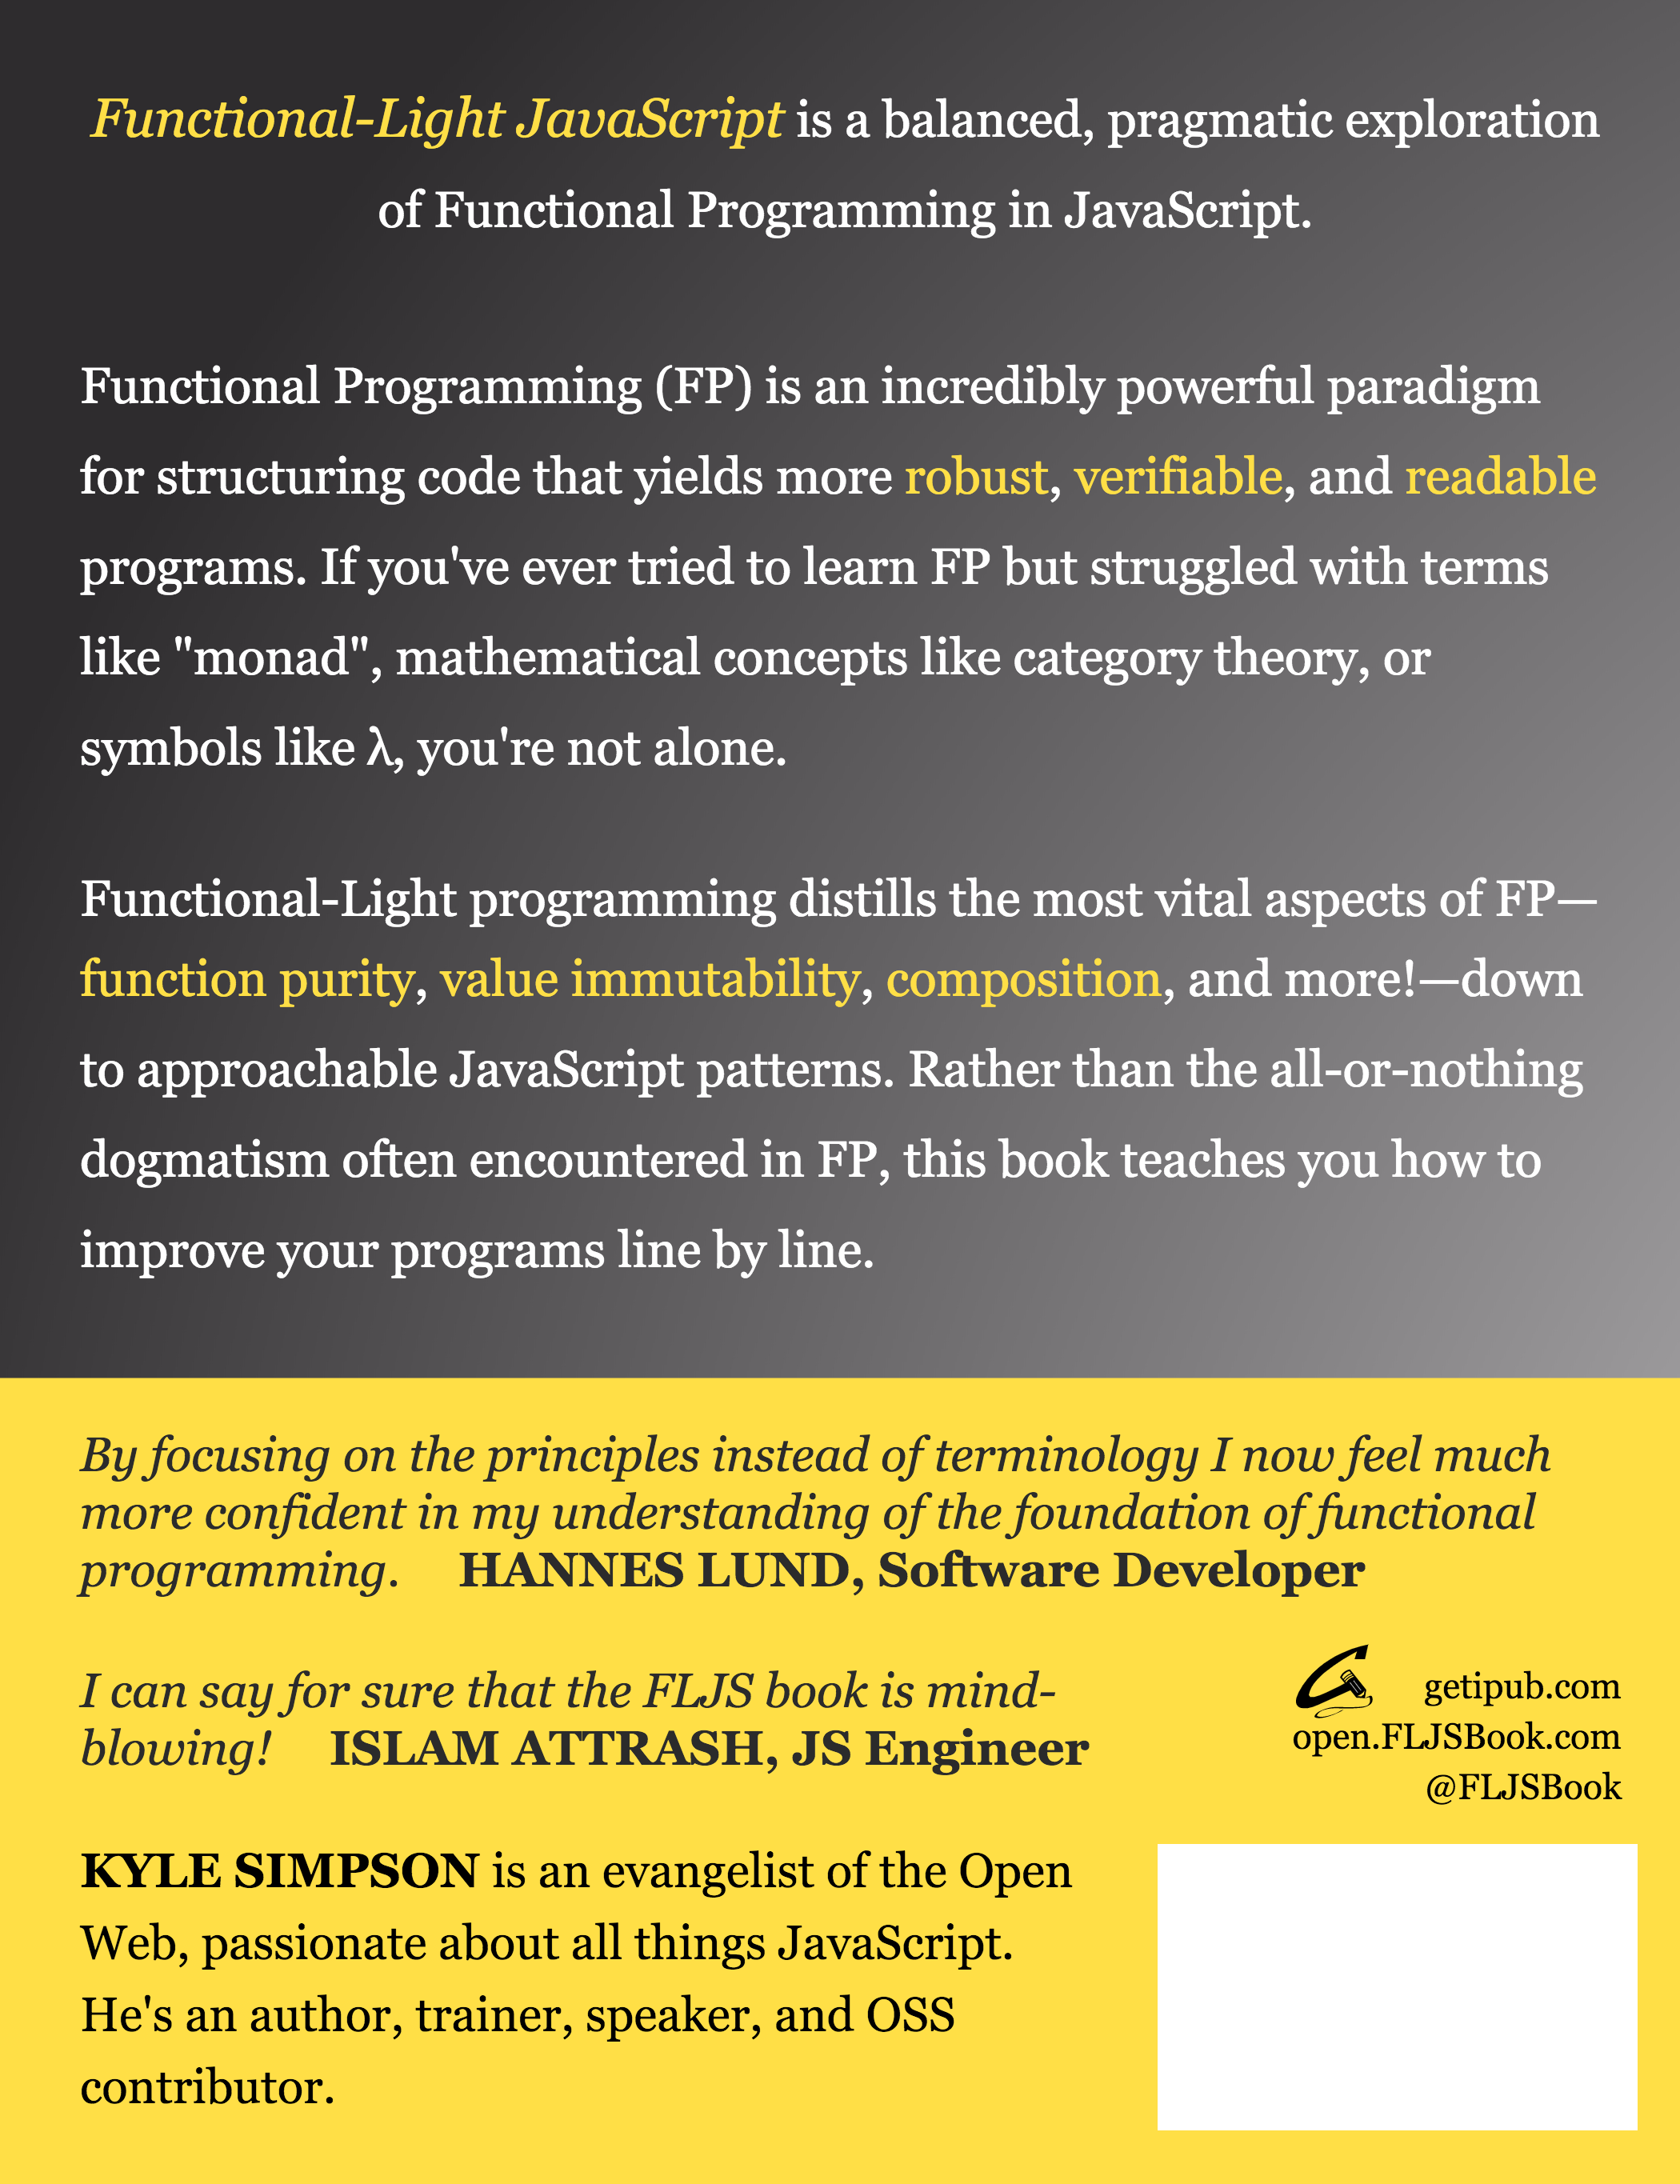 Functional-Light JavaScript is a balanced, pragmatic exploration
of Functional Programming in JavaScript.
Functional Programming (FP) is an incredibly powerful paradigm
for structuring code that yields more robust, verifiable, and readable
programs. If you've ever tried to learn FP but struggled with terms
like "monad", mathematical concepts like category theory, or
symbols like λ, you're not alone.
Functional-Light programming distills the most vital aspects of FP—
function purity, value immutability, composition, and more!—down
to approachable JavaScript patterns. Rather than the all-or-nothing
dogmatism often encountered in FP, this book teaches you how to
improve your programs line by line.
By focusing on the principles instead of terminology I now feel much
more confident in my understanding of the foundation of functional
programming. HANNES LUND, Software Developer
I can say for sure that the FLJS book is mind-
blowing! ISLAM ATTRASH, JS Engineer
getipub.com
open.FLJSBook.com
@FLJSBook
KYLE SIMPSON is an evangelist of the Open
Web, passionate about all things JavaScript.
He's an author, trainer, speaker, and OSS
contributor.